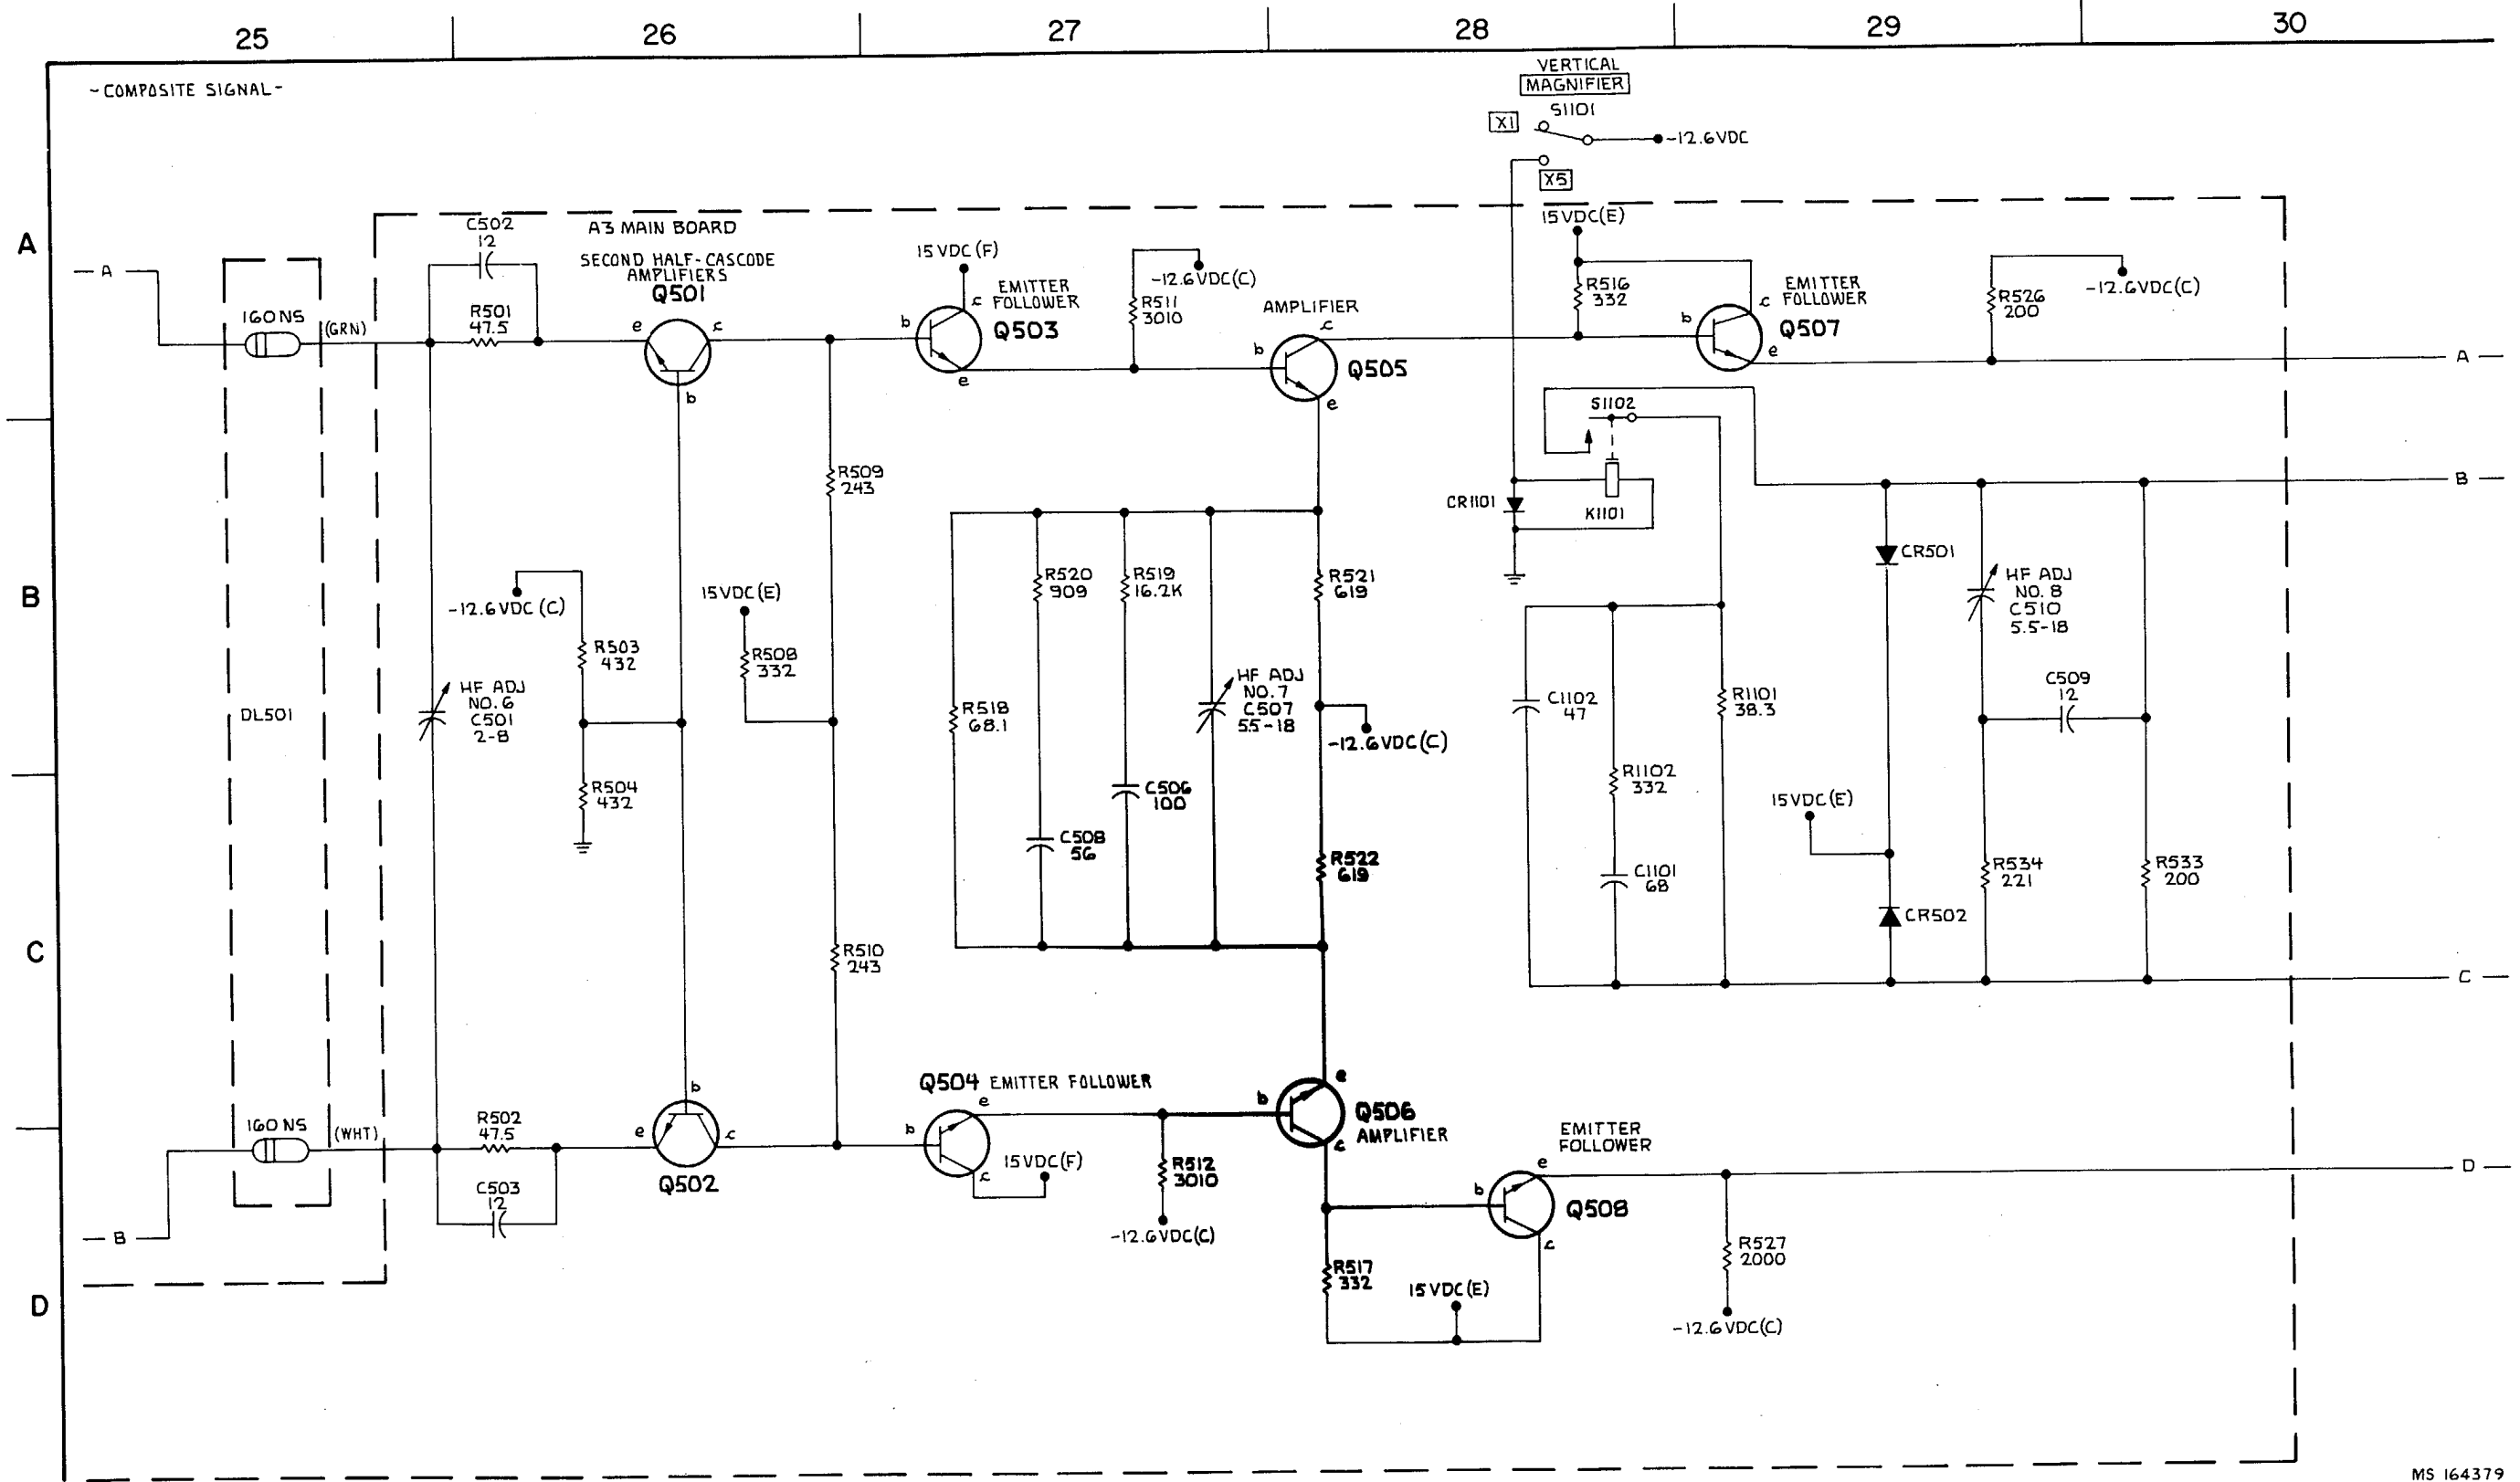 25 26 27 28 29 30
- COMPOSITE SIGNAL -
VERTICAL
MAGNIFIER
S1101
X1
-12.6VDC
X5
A
B
C
D
A3 MAIN BOARD
C502
12
SECOND HALF-CASCODE
AMPLIFIERS
Q501
A
160NS
(GRN)
R501
47.5
e
c
b
15 VDC (F)
EMITTER
FOLLOWER
Q503
b
c
e
R511
3010
-12.6VDC(C)
AMPLIFIER
c
b
e
Q505
15VDC(E)
R516
332
EMITTER
FOLLOWER
Q507
b
c
e
R526
200
-12.6VDC(C)
A
S1102
CR1101
K1101
B
R509
243
DL501
HF ADJ
NO. 6
C501
2-8
-12.6VDC (C)
R503
432
R504
432
15VDC(E)
R508
332
R510
243
R518
68.1
R520
909
C508
56
R519
16.2K
C506
100
HF ADJ
NO. 7
C507
5.5-18
R521
619
-12.6VDC(C)
R522
619
C1102
47
R1102
332
C1101
68
R1101
38.3
CR501
15VDC(E)
CR502
HF ADJ
NO. 8
C510
5.5-18
C509
12
R534
221
R533
200
C
160 NS
(WHT)
B
R502
47.5
C503
12
b
e
c
Q502
Q504 EMITTER FOLLOWER
e
b
c
15VDC(F)
R512
3010
-12.6VDC(C)
e
b
c
Q506
AMPLIFIER
R517
332
15VDC(E)
EMITTER
FOLLOWER
e
b
c
Q508
D
R527
2000
-12.6VDC(C)
MS 164379